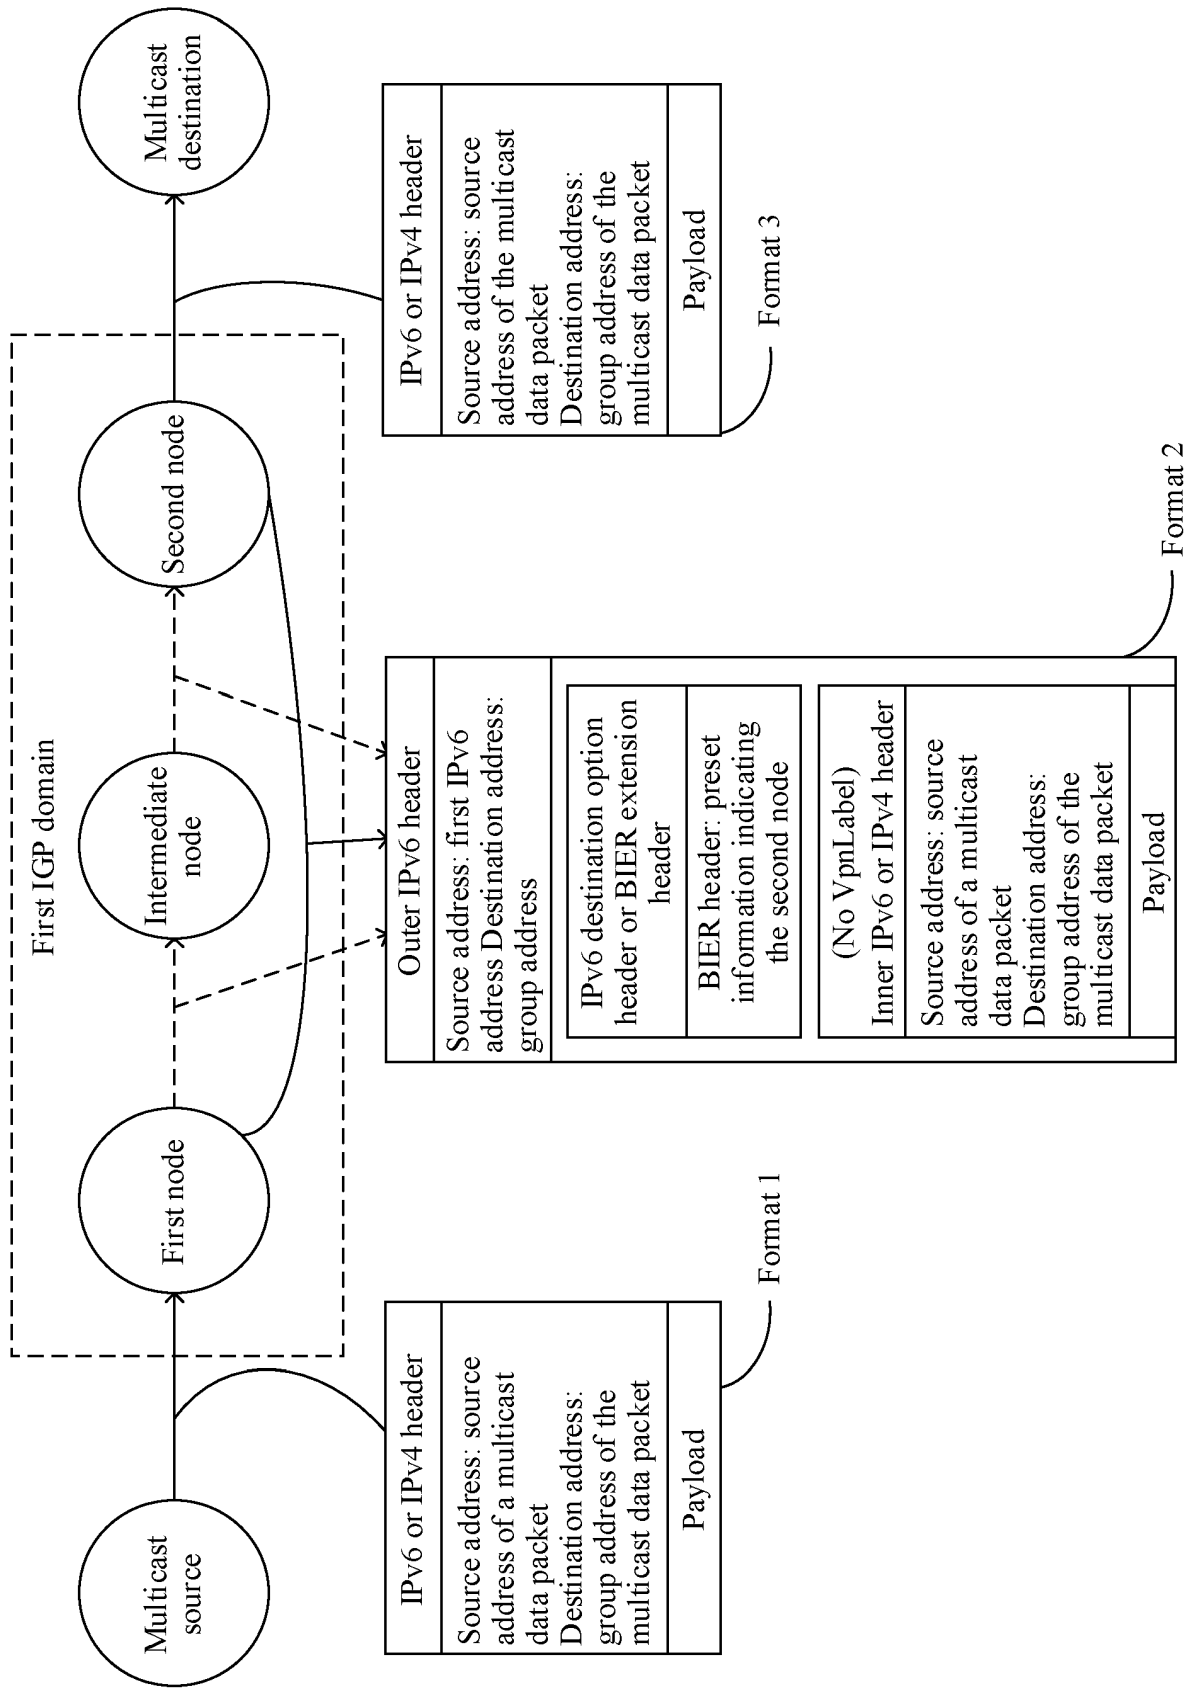 First IGP domain
Multicast
source
First node
Intermediate
node
Second node
Multicast
destination
IPv6 or IPv4 header
Source address: source
address of a multicast
data packet
Destination address:
group address of the
multicast data packet
Payload
Format 1
Outer IPv6 header
Source address: first IPv6
address Destination address:
group address
IPv6 destination option
header or BIER extension
header
BIER header: preset
information indicating
the second node
(No VpnLabel)
Inner IPv6 or IPv4 header
Source address: source
address of a multicast
data packet
Destination address:
group address of the
multicast data packet
Payload
Format 2
IPv6 or IPv4 header
Source address: source
address of the multicast
data packet
Destination address:
group address of the
multicast data packet
Payload
Format 3